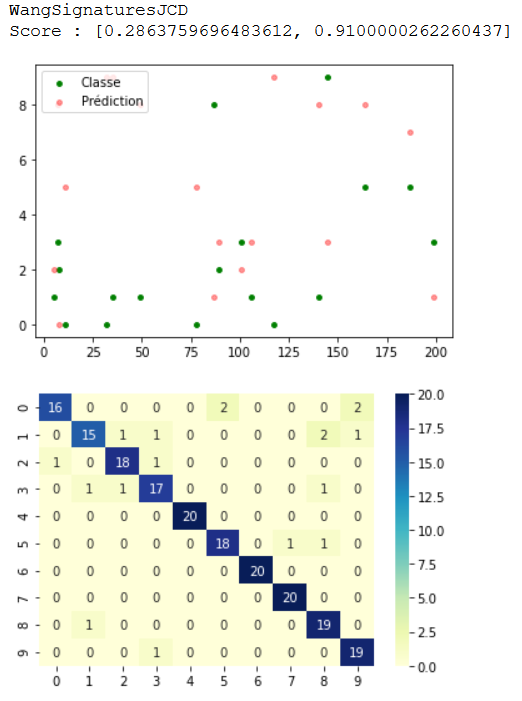 WangSignaturesJCD
Score : [0.2863759696483612, 0.9100000262260437]
Classe
Prédiction
8
6
4
2
0
0 25 50 75 100 125 150 175 200
0 16 0 0 0 0 2 0 0 0 2
1 0 15 1 1 0 0 0 0 2 1
2 1 0 18 1 0 0 0 0 0 0
3 0 1 1 17 0 0 0 0 1 0
4 0 0 0 0 20 0 0 0 0 0
5 0 0 0 0 0 18 0 1 1 0
6 0 0 0 0 0 0 20 0 0 0
7 0 0 0 0 0 0 0 20 0 0
8 0 1 0 0 0 0 0 0 19 0
9 0 0 0 1 0 0 0 0 0 19
0 1 2 3 4 5 6 7 8 9
20.0
17.5
15.0
12.5
10.0
7.5
5.0
2.5
0.0